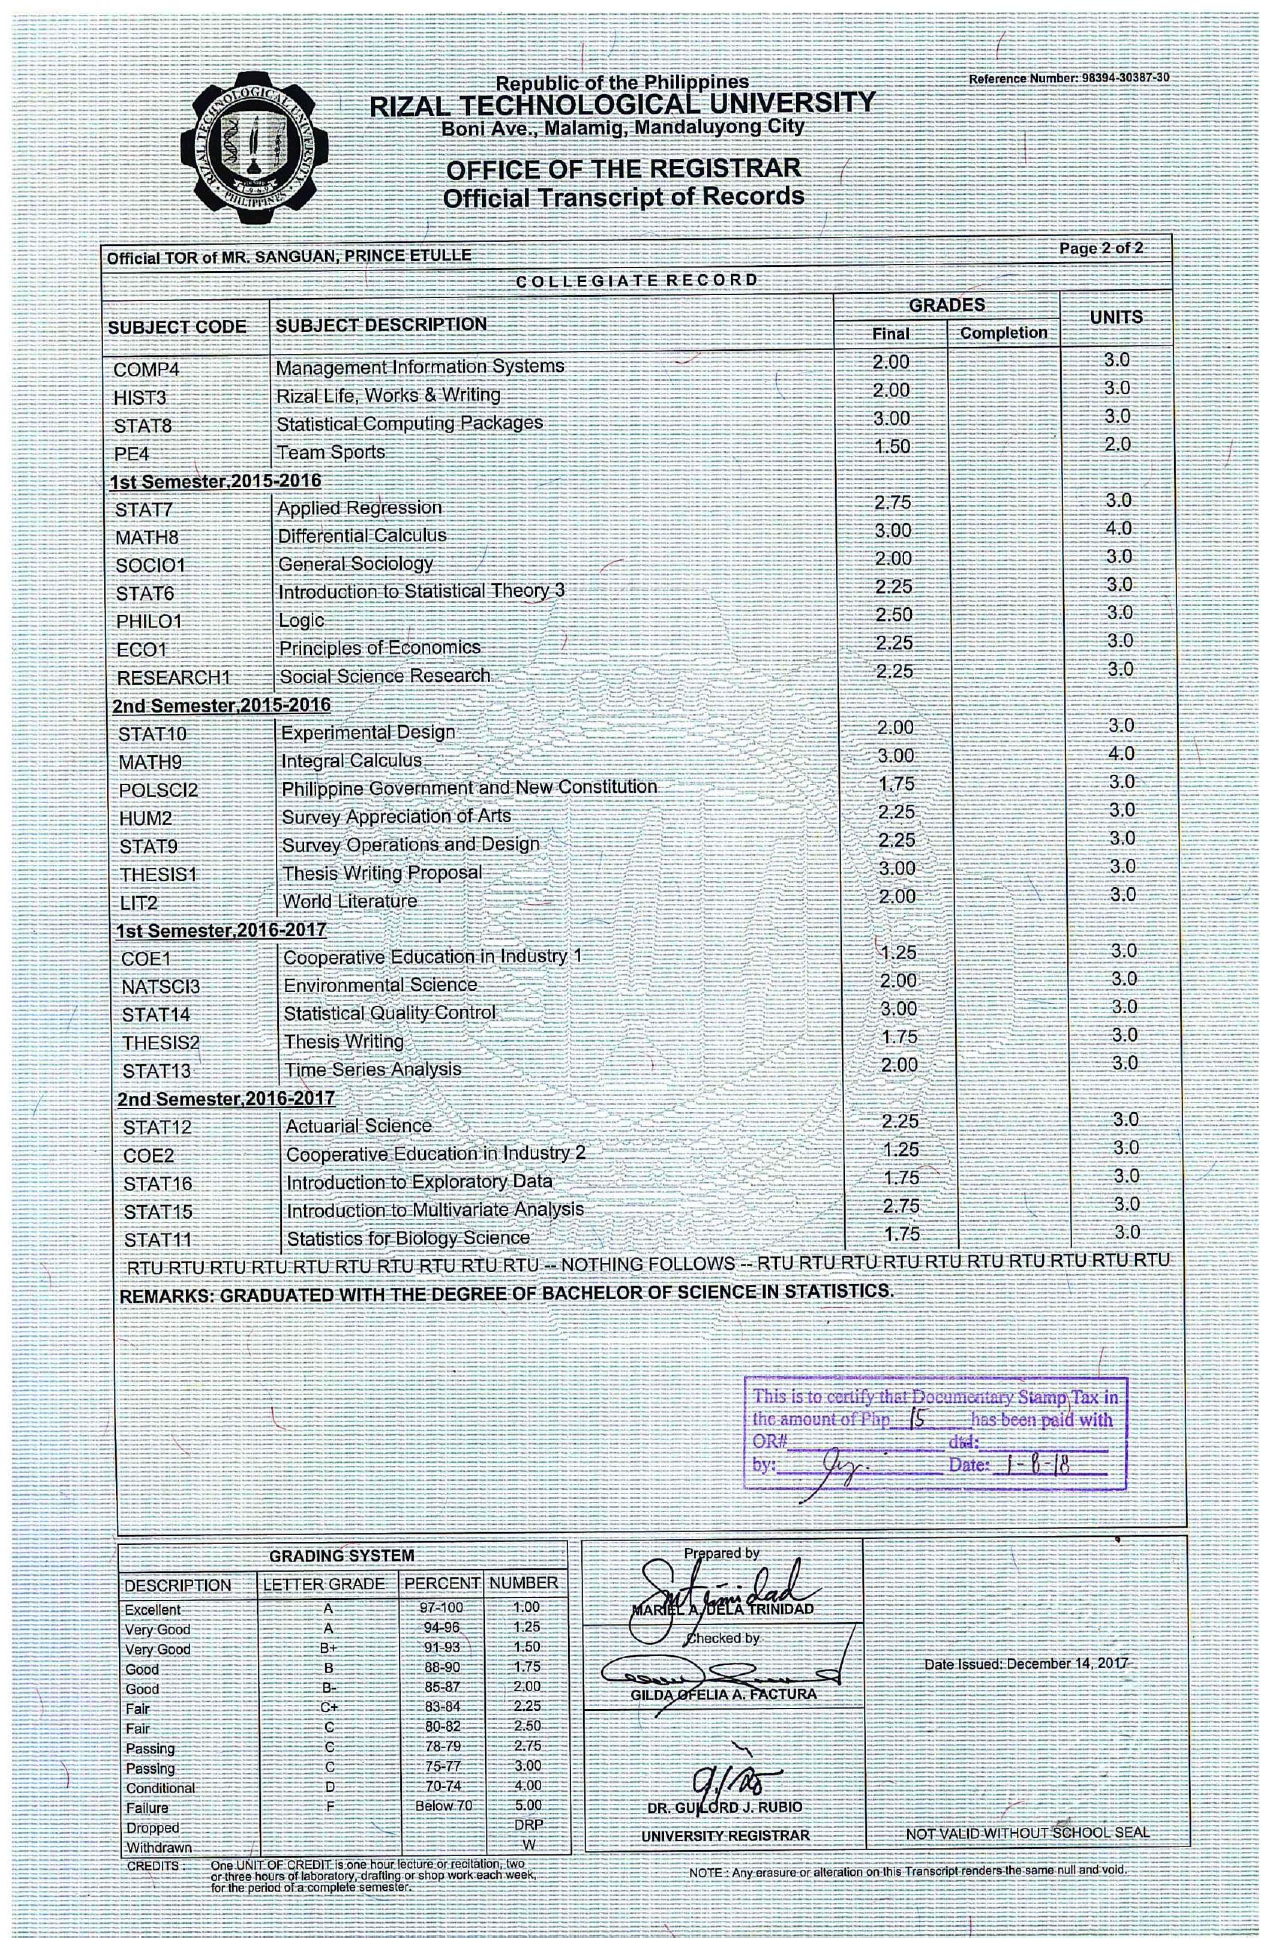 Reference Number: 98394-30387-30
Republic of the Philippines
RIZAL TECHNOLOGICAL UNIVERSITY
Boni Ave., Malamig, Mandaluyong City
OFFICE OF THE REGISTRAR
Official Transcript of Records
RIZAL TECHNOLOGICAL UNIVERSITY
PHILIPPINES
Official TOR of MR. SANGUAN, PRINCE ETULLE Page 2 of 2
COLLEGIATE RECORD
SUBJECT CODE SUBJECT DESCRIPTION GRADES UNITS
Final Completion
COMP4 Management Information Systems 2.00 3.0
HIST3 Rizal Life, Works & Writing 2.00 3.0
STAT8 Statistical Computing Packages 3.00 3.0
PE4 Team Sports 1.50 2.0
1st Semester,2015-2016
STAT7 Applied Regression 2.75 3.0
MATH8 Differential Calculus 3.00 4.0
SOCIO1 General Sociology 2.00 3.0
STAT6 Introduction to Statistical Theory 3 2.25 3.0
PHILO1 Logic 2.50 3.0
ECO1 Principles of Economics 2.25 3.0
RESEARCH1 Social Science Research 2.25 3.0
2nd Semester,2015-2016
STAT10 Experimental Design 2.00 3.0
MATH9 Integral Calculus 3.00 4.0
POLSCI2 Philippine Government and New Constitution 1.75 3.0
HUM2 Survey Appreciation of Arts 2.25 3.0
STAT9 Survey Operations and Design 2.25 3.0
THESIS1 Thesis Writing Proposal 3.00 3.0
LIT2 World Literature 2.00 3.0
1st Semester,2016-2017
COE1 Cooperative Education in Industry 1 1.25 3.0
NATSCI3 Environmental Science 2.00 3.0
STAT14 Statistical Quality Control 3.00 3.0
THESIS2 Thesis Writing 1.75 3.0
STAT13 Time Series Analysis 2.00 3.0
2nd Semester,2016-2017
STAT12 Actuarial Science 2.25 3.0
COE2 Cooperative Education in Industry 2 1.25 3.0
STAT16 Introduction to Exploratory Data 1.75 3.0
STAT15 Introduction to Multivariate Analysis 2.75 3.0
STAT11 Statistics for Biology Science 1.75 3.0
RTU RTU RTU RTU RTU RTU RTU RTU RTU RTU -- NOTHING FOLLOWS -- RTU RTU RTU RTU RTU RTU RTU RTU RTU RTU
REMARKS: GRADUATED WITH THE DEGREE OF BACHELOR OF SCIENCE IN STATISTICS.
This is to certify that Documentary Stamp Tax in
the amount of Php 15 has been paid with
OR# dtd:
by: Date: 1-8-18
GRADING SYSTEM
DESCRIPTION LETTER GRADE PERCENT NUMBER
Excellent A 97-100 1.00
Very Good A 94-96 1.25
Very Good B+ 91-93 1.50
Good B 88-90 1.75
Good B- 85-87 2.00
Fair C+ 83-84 2.25
Fair C 80-82 2.50
Passing C 78-79 2.75
Passing C 75-77 3.00
Conditional D 70-74 4.00
Failure F Below 70 5.00
Dropped DRP
Withdrawn W
Prepared by
MARIEL A. DELA TRINIDAD
Checked by
GILDA OFELIA A. FACTURA
DR. GUILORD J. RUBIO
UNIVERSITY REGISTRAR
Date Issued: December 14, 2017
NOT VALID WITHOUT SCHOOL SEAL
CREDITS : One UNIT OF CREDIT is one hour lecture or recitation, two
or three hours of laboratory, drafting or shop work each week,
for the period of a complete semester.
NOTE : Any erasure or alteration on this Transcript renders the same null and void.